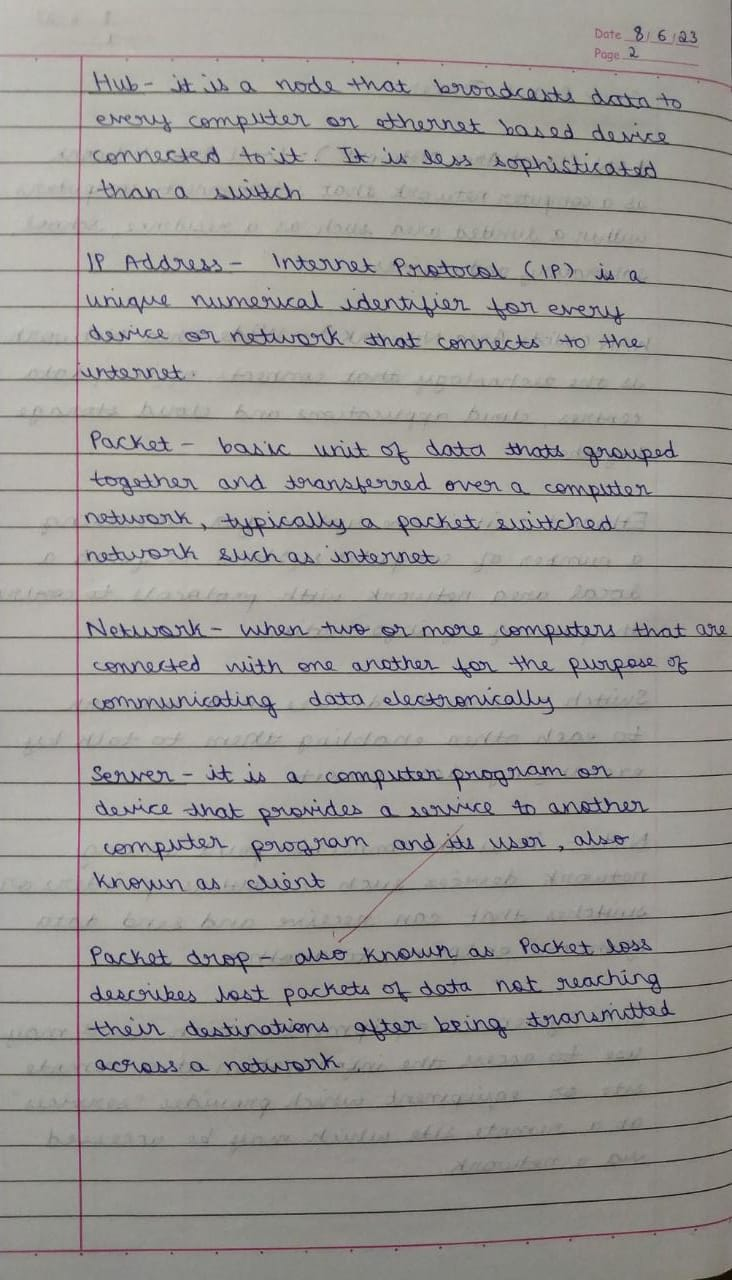 Date 8/6/23
Page 2
Hub - it is a node that broadcasts data to
every computer or ethernet based device
connected to it. It is less sophisticated
than a switch
IP Address - Internet Protocol (IP) is a
unique numerical identifier for every
device or network that connects to the
internet.
Packet - basic unit of data thats grouped
together and transferred over a computer
network, typically a packet switched
network such as internet
Network - when two or more computers that are
connected with one another for the purpose of
communicating data electronically
Server - it is a computer program or
device that provides a service to another
computer program and its user, also
known as client
Packet drop - also known as Packet loss
describes lost packets of data not reaching
their destinations after being transmitted
across a network.